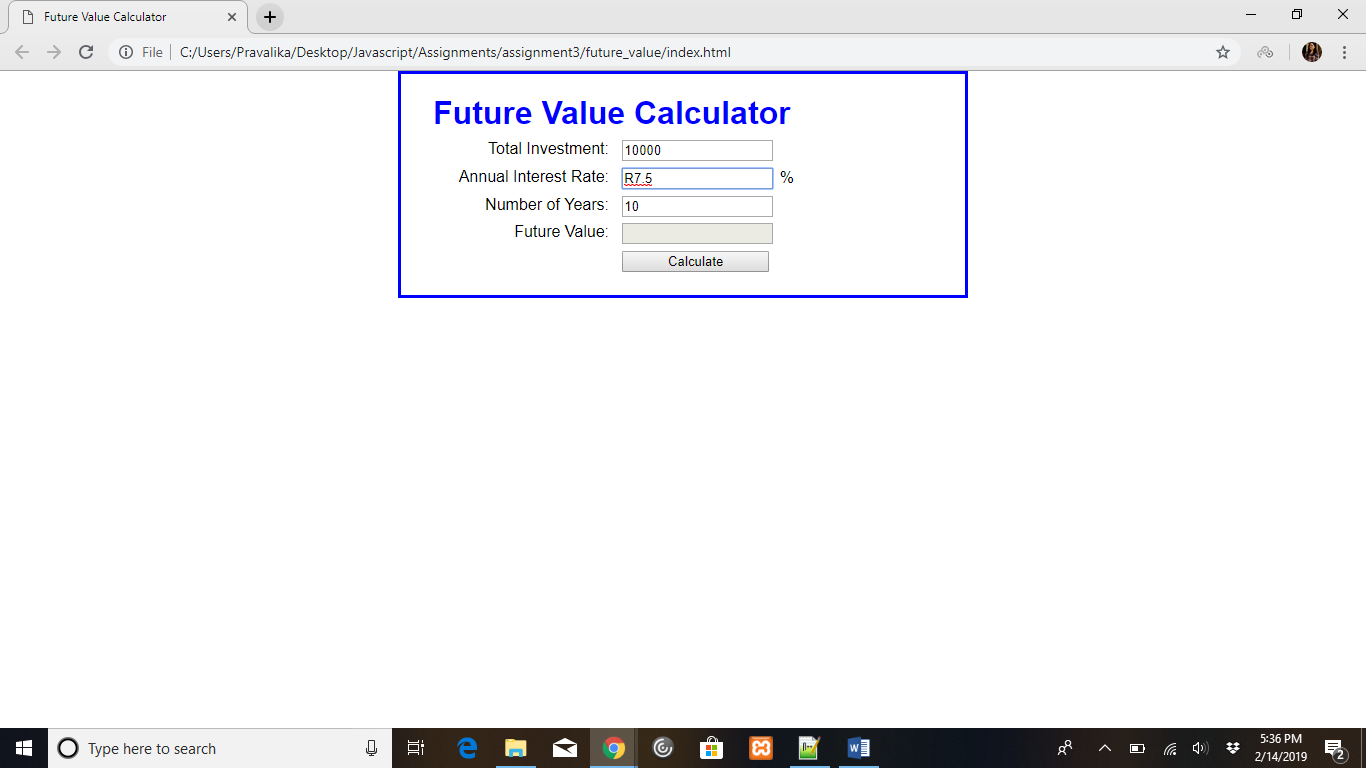 Future Value Calculator
File C:/Users/Pravalika/Desktop/Javascript/Assignments/assignment3/future_value/index.html
Future Value Calculator
Total Investment: 10000
Annual Interest Rate: R7.5 %
Number of Years: 10
Future Value:
Calculate
Type here to search
5:36 PM
2/14/2019
2